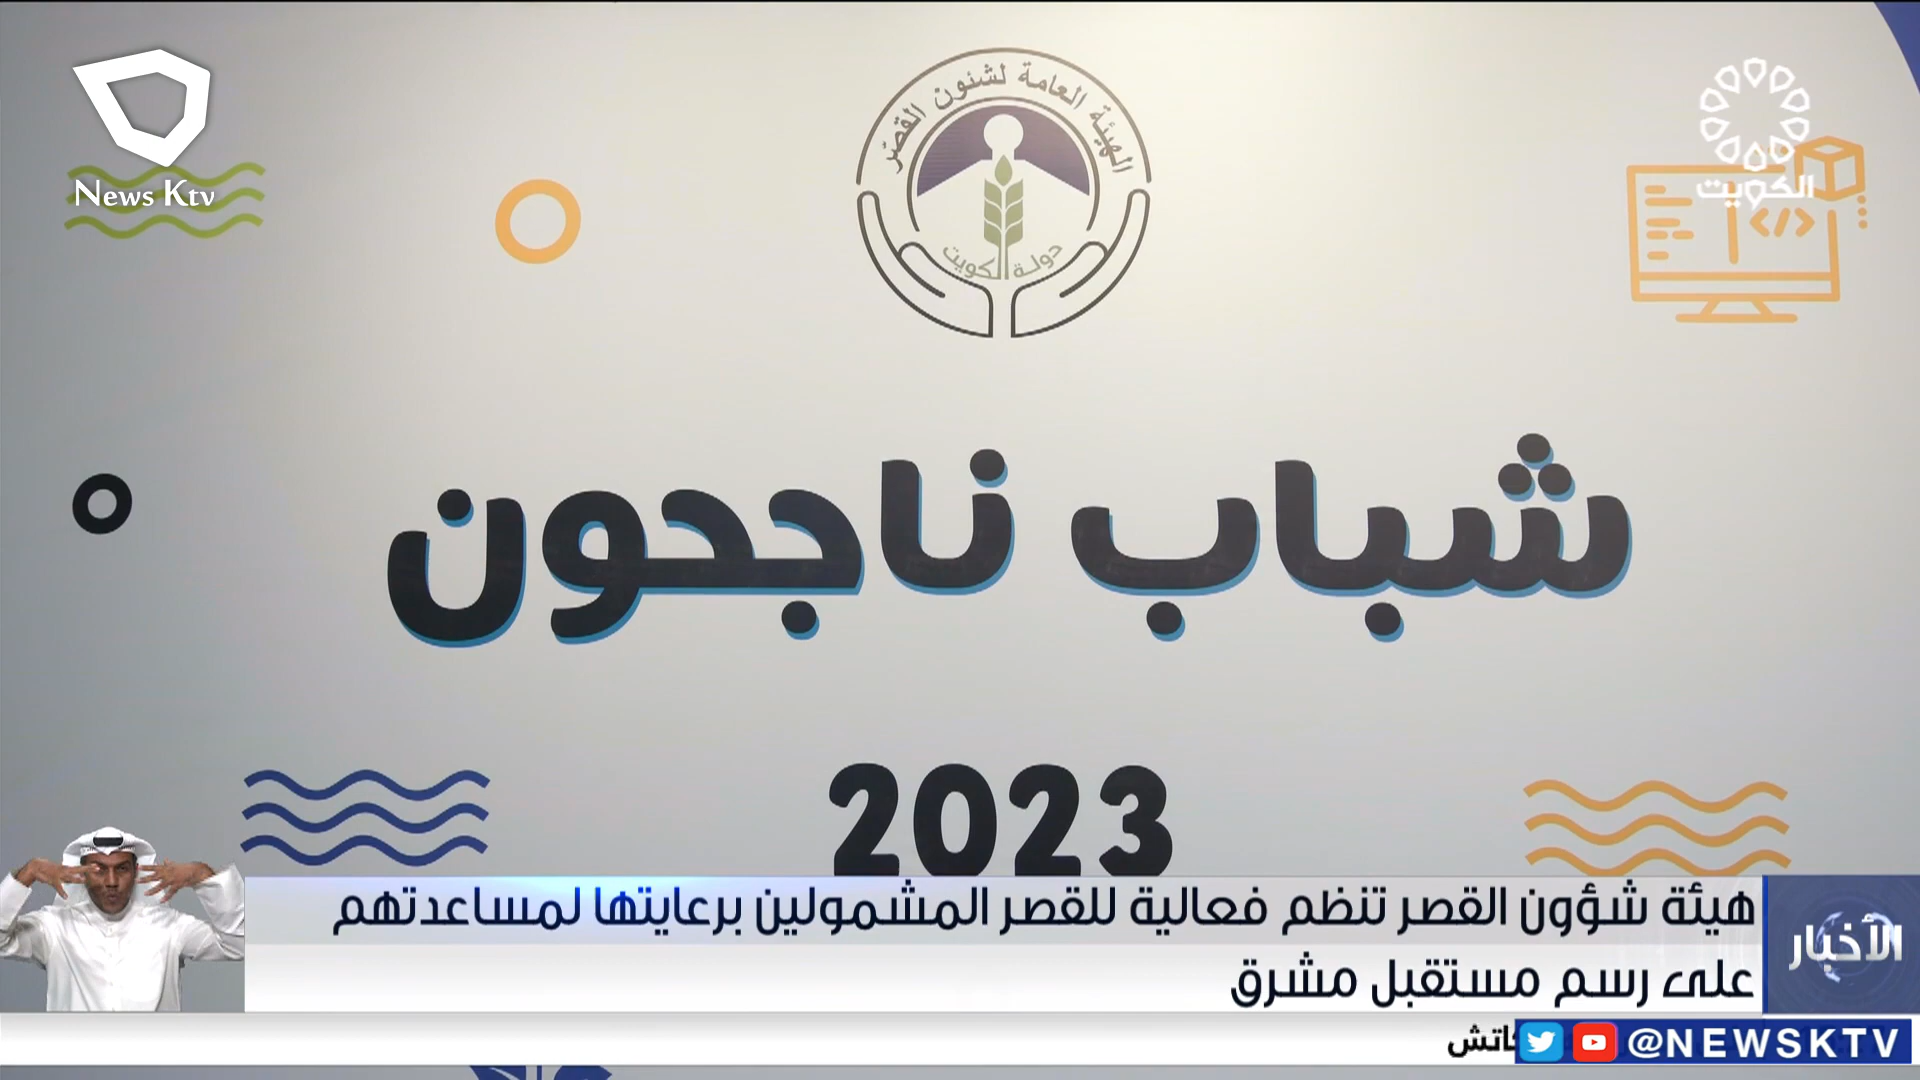 News Ktv
الهيئة العامة لشئون القصّر
دولة الكويت
الكويت
</>
شباب ناجحون
2023
الأخبار
هيئة شؤون القصر تنظم فعالية للقصر المشمولين برعايتها لمساعدتهم
على رسم مستقبل مشرق
@NEWSKTV